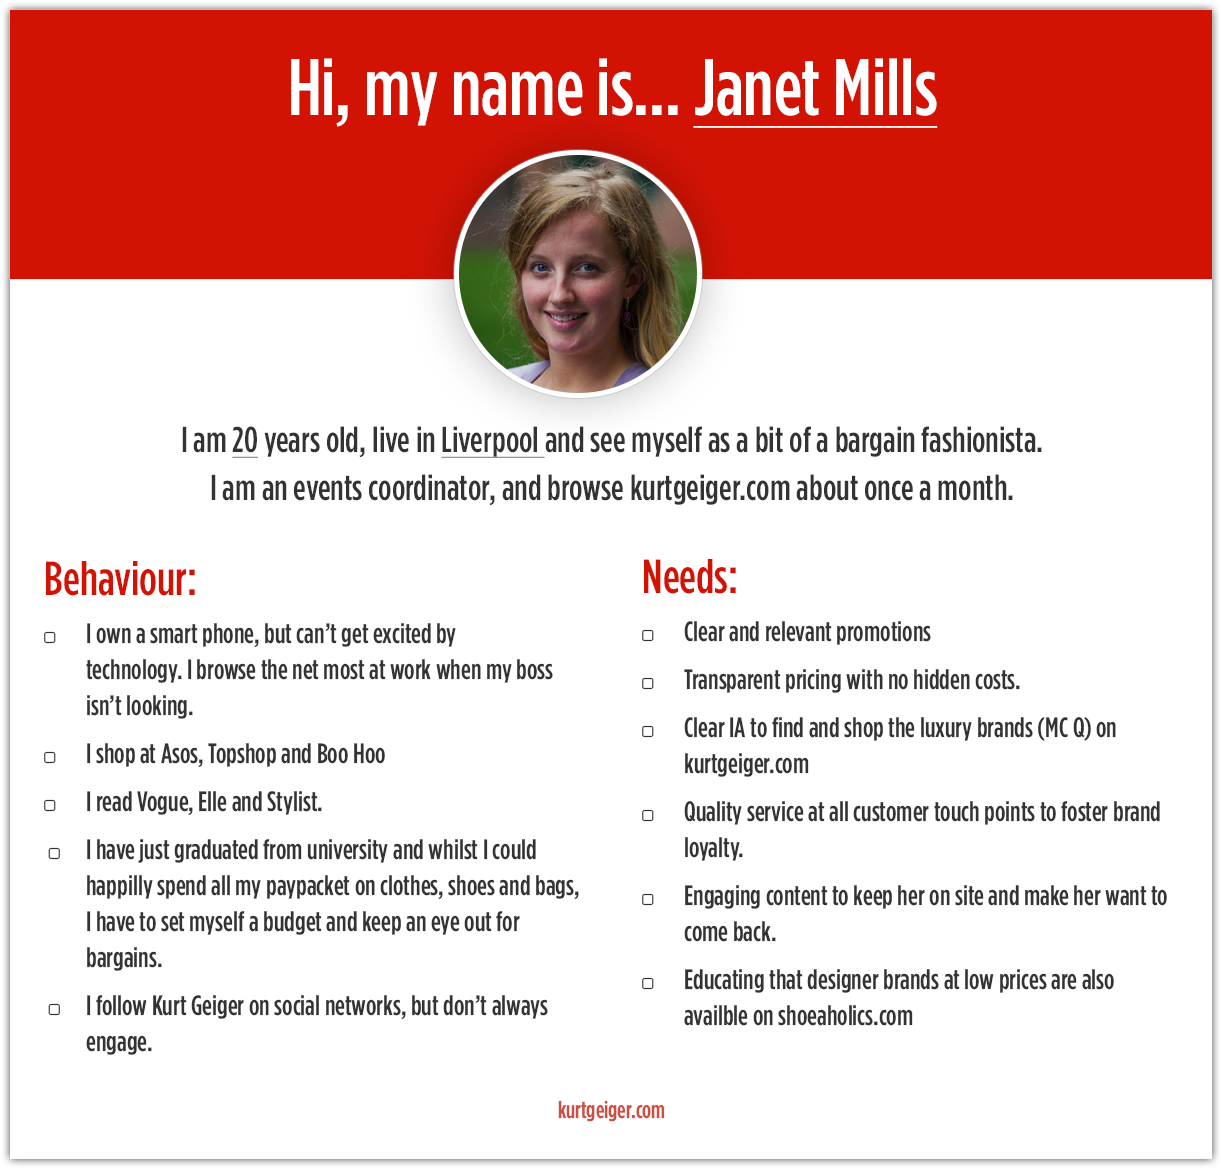 Hi, my name is... Janet Mills
I am 20 years old, live in Liverpool and see myself as a bit of a bargain fashionista.
I am an events coordinator, and browse kurtgeiger.com about once a month.
Behaviour:
I own a smart phone, but can’t get excited by
technology. I browse the net most at work when my boss
isn’t looking.
I shop at Asos, Topshop and Boo Hoo
I read Vogue, Elle and Stylist.
I have just graduated from university and whilst I could
happilly spend all my paypacket on clothes, shoes and bags,
I have to set myself a budget and keep an eye out for
bargains.
I follow Kurt Geiger on social networks, but don’t always
engage.
Needs:
Clear and relevant promotions
Transparent pricing with no hidden costs.
Clear IA to find and shop the luxury brands (MC Q) on
kurtgeiger.com
Quality service at all customer touch points to foster brand
loyalty.
Engaging content to keep her on site and make her want to
come back.
Educating that designer brands at low prices are also
availble on shoeaholics.com
kurtgeiger.com